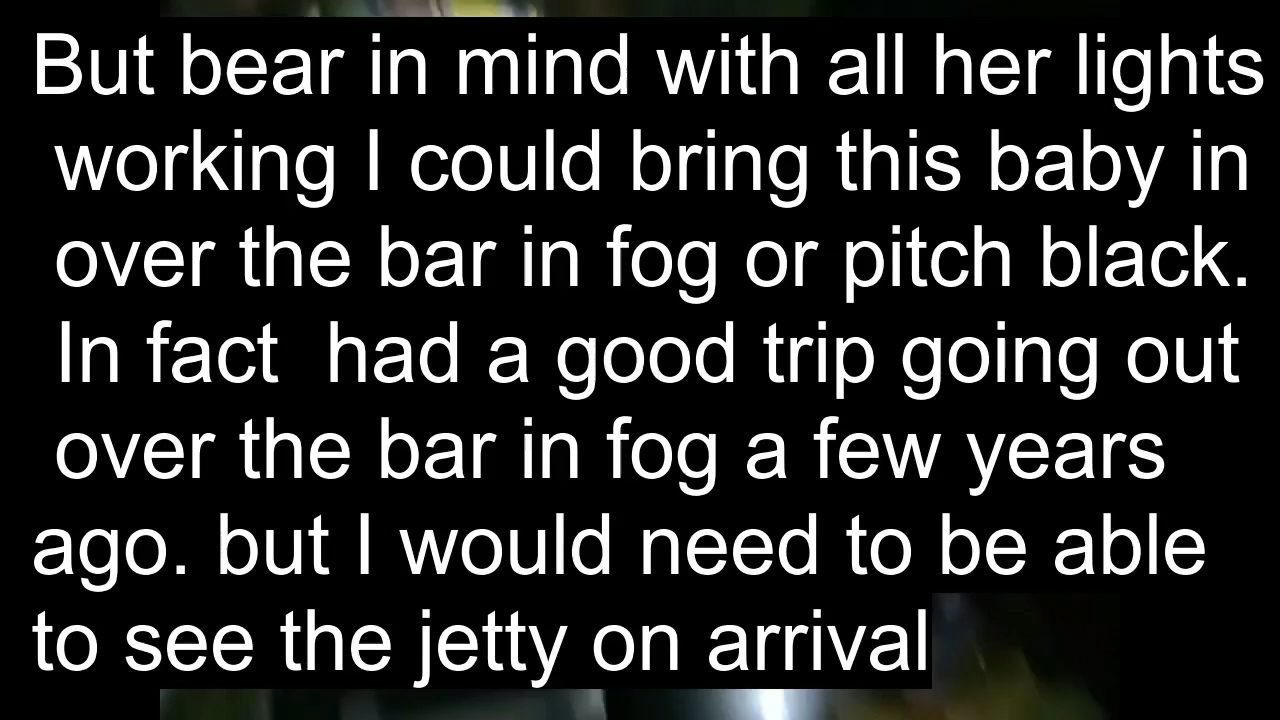 But bear in mind with all her lights
working I could bring this baby in
over the bar in fog or pitch black.
In fact  had a good trip going out
over the bar in fog a few years
ago. but I would need to be able
to see the jetty on arrival